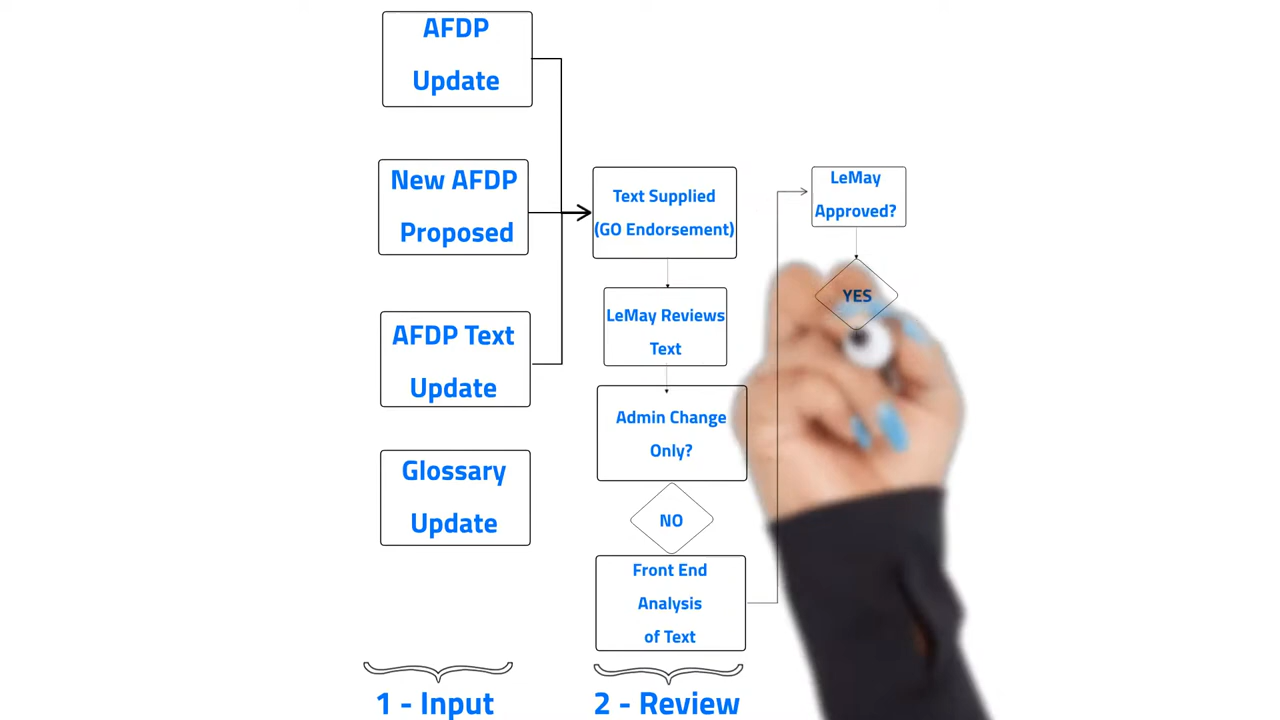 AFDP
Update
New AFDP
Proposed
AFDP Text
Update
Glossary
Update
1 - Input
Text Supplied
(GO Endorsement)
LeMay Reviews
Text
Admin Change
Only?
NO
Front End
Analysis
of Text
2 - Review
LeMay
Approved?
YES